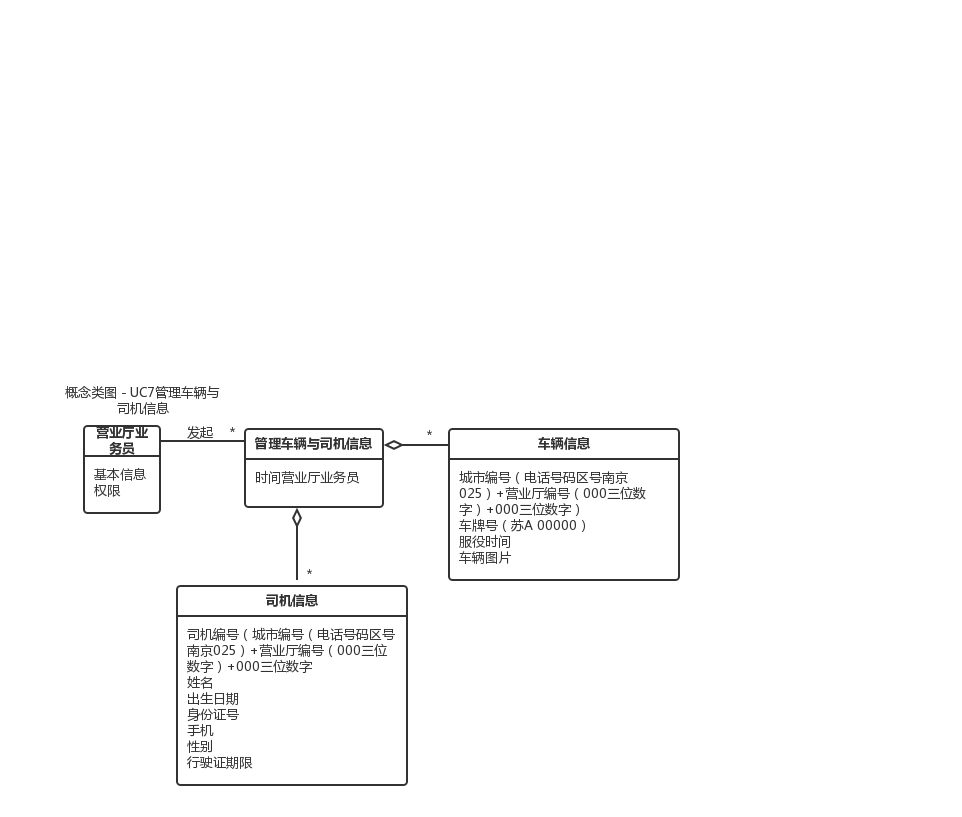 概念类图 - UC7管理车辆与
司机信息
营业厅业
务员
基本信息
权限
发起
*
管理车辆与司机信息
时间营业厅业务员
*
车辆信息
城市编号（电话号码区号南京
025）+营业厅编号（000三位数
字）+000三位数字）
车牌号（苏A 00000）
服役时间
车辆图片
*
司机信息
司机编号（城市编号（电话号码区号
南京025）+营业厅编号（000三位
数字）+000三位数字
姓名
出生日期
身份证号
手机
性别
行驶证期限